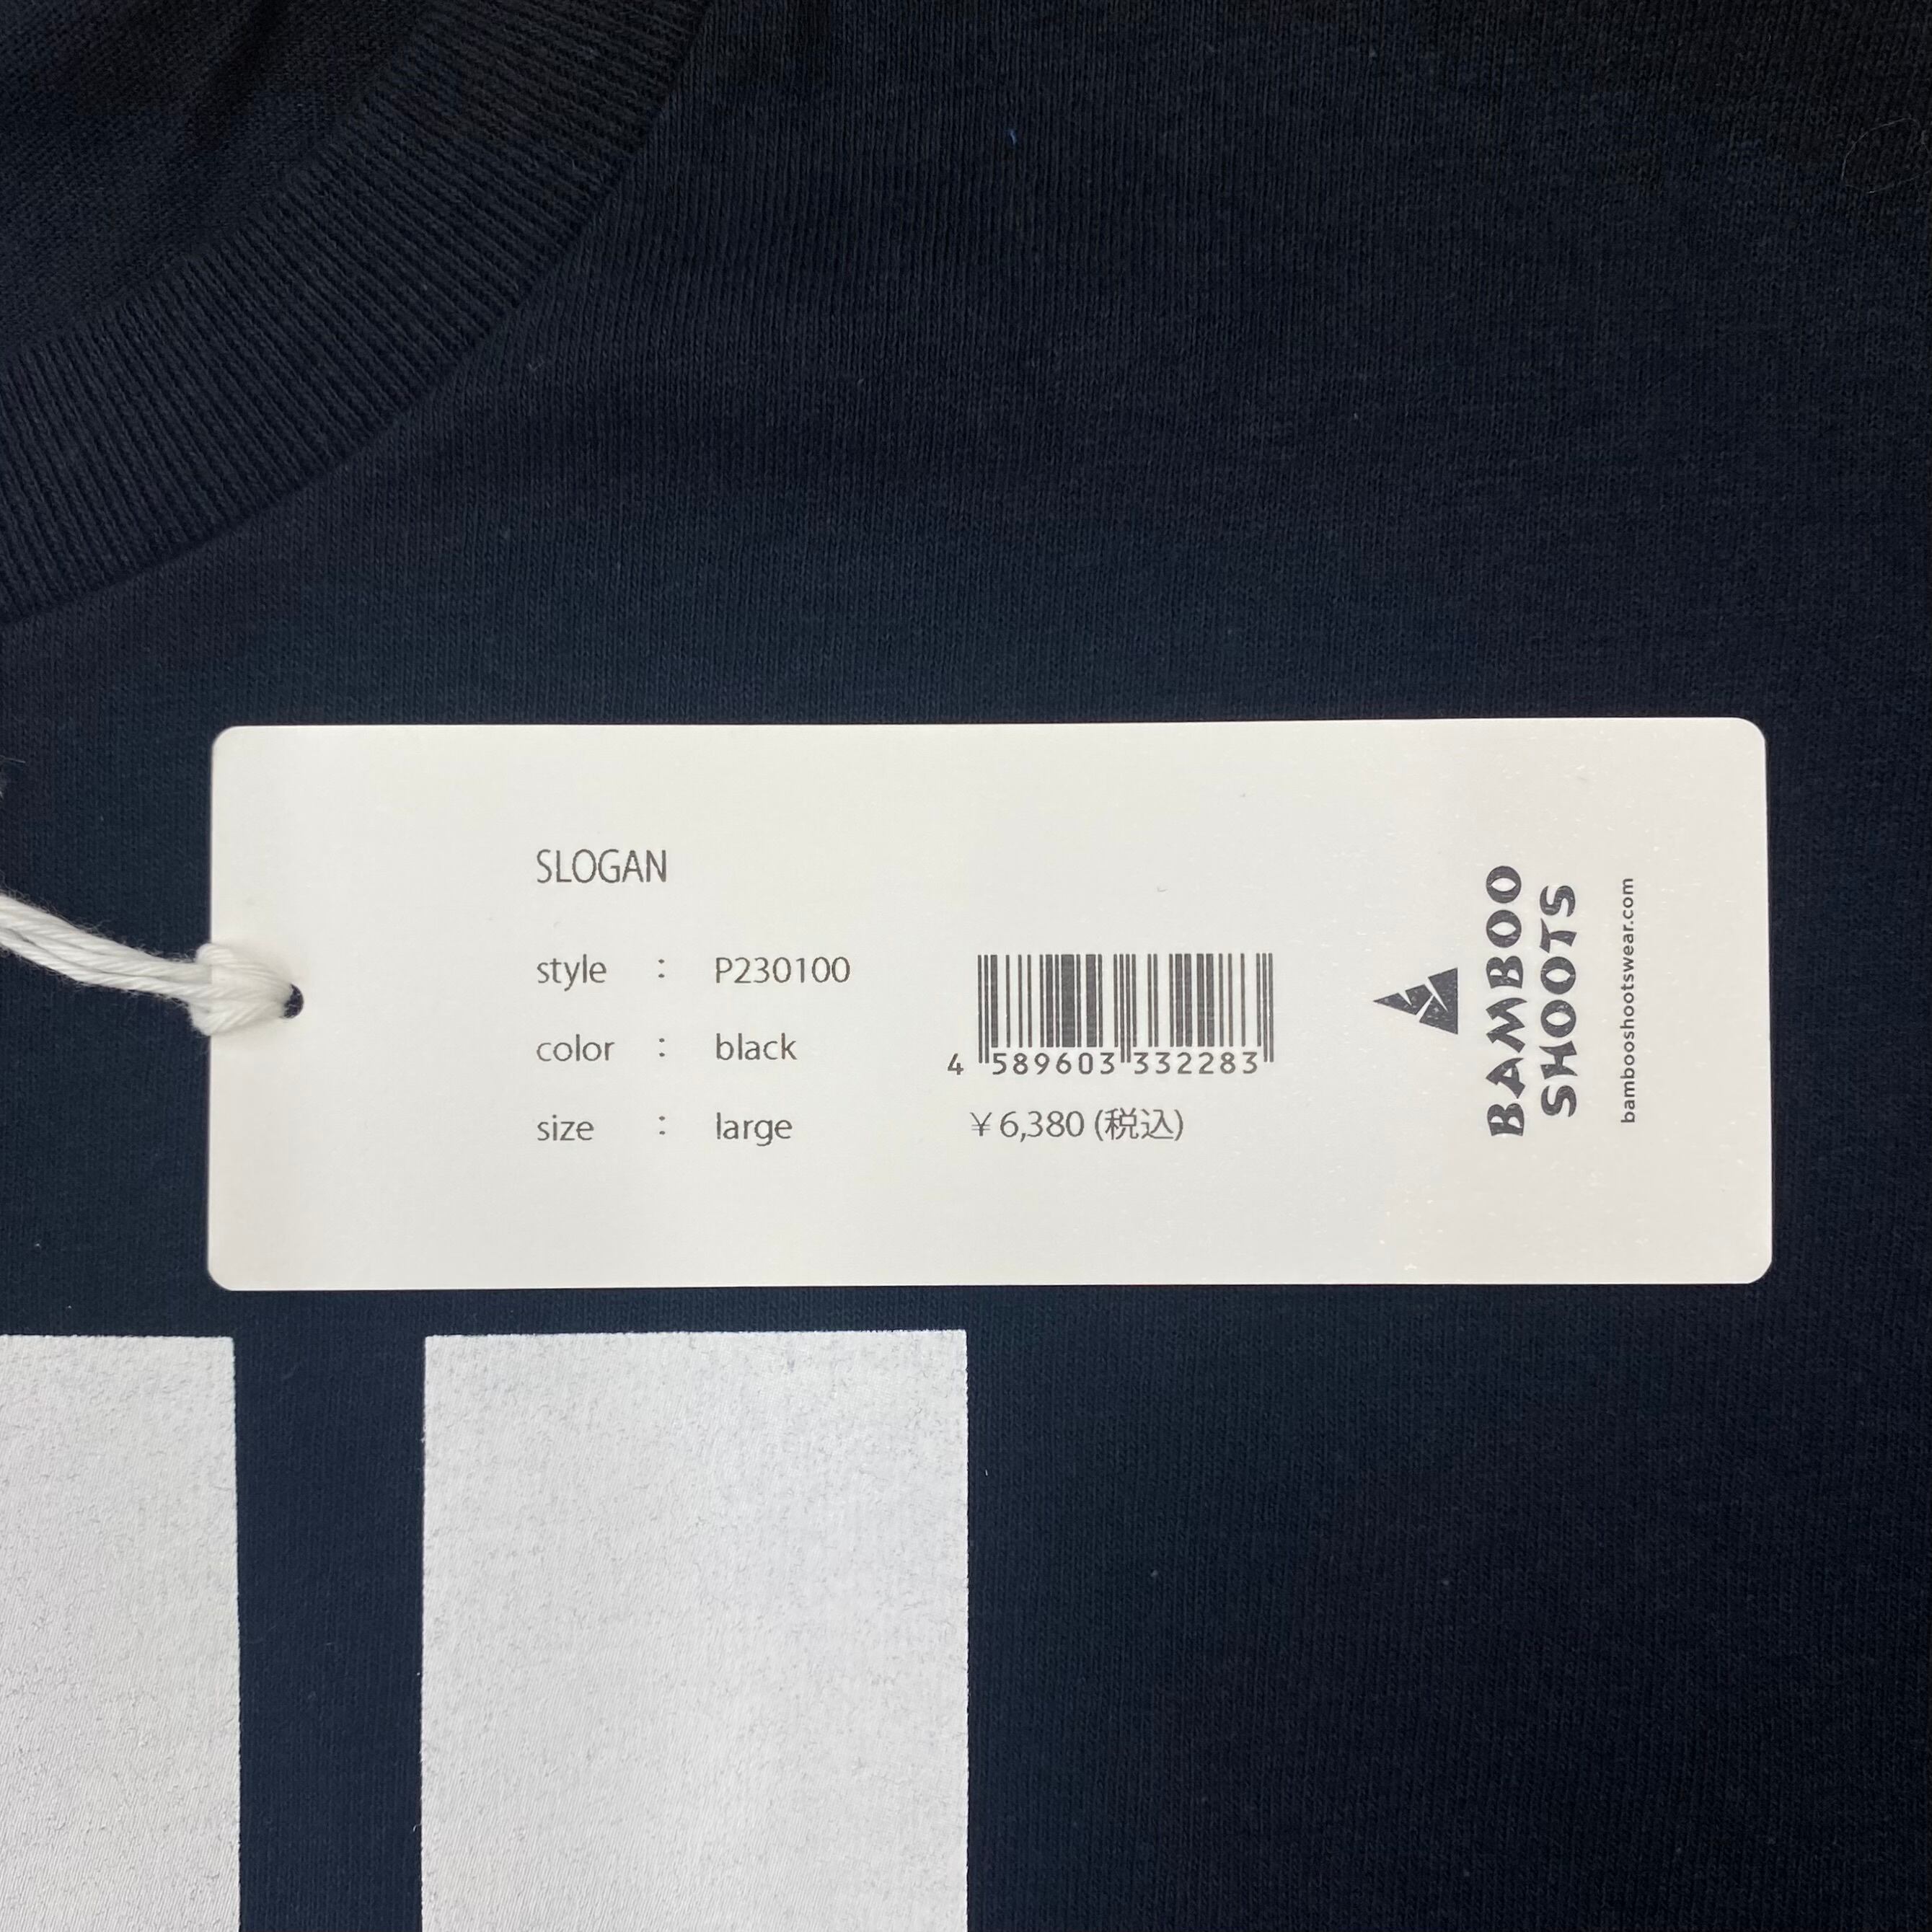 SLOGAN
style : P230100
color : black
size : large
4 589603 332283
¥6,380 (税込)
BAMBOO
SHOOTS
bambooshootswear.com